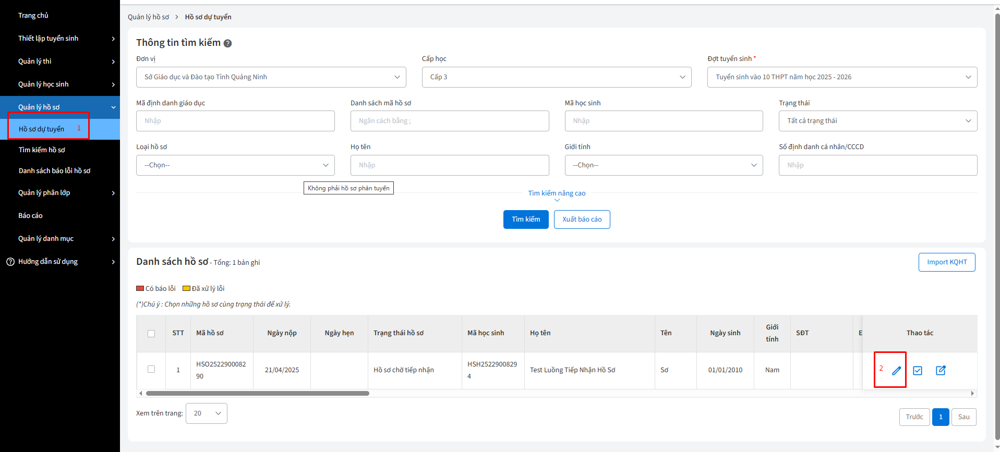 Trang chủ
Thiết lập tuyển sinh
Quản lý thi
Quản lý học sinh
Quản lý hồ sơ
Hồ sơ dự tuyển 1
Tìm kiếm hồ sơ
Danh sách báo lỗi hồ sơ
Quản lý phân lớp
Báo cáo
Quản lý danh mục
Hướng dẫn sử dụng
Quản lý hồ sơ > Hồ sơ dự tuyển
Thông tin tìm kiếm
Đơn vị
Sở Giáo dục và Đào tạo Tỉnh Quảng Ninh
Cấp học
Cấp 3
Đợt tuyển sinh *
Tuyển sinh vào 10 THPT năm học 2025 - 2026
Mã định danh giáo dục
Nhập
Danh sách mã hồ sơ
Ngăn cách bằng ;
Mã học sinh
Nhập
Trạng thái
Tất cả trạng thái
Loại hồ sơ
--Chọn--
Họ tên
Nhập
Giới tính
--Chọn--
Số định danh cá nhân/CCCD
Nhập
Không phải hồ sơ phân tuyến
Tìm kiếm nâng cao
Tìm kiếm
Xuất báo cáo
Danh sách hồ sơ - Tổng: 1 bản ghi
Import KQHT
Có báo lỗi Đã xử lý lỗi
(*)Chú ý : Chọn những hồ sơ cùng trạng thái để xử lý.
STT Mã hồ sơ Ngày nộp Ngày hẹn Trạng thái hồ sơ Mã học sinh Họ tên Tên Ngày sinh Giới tính SĐT E Thao tác
1 HSO2522900082
90 21/04/2025 Hồ sơ chờ tiếp nhận HSH2522900829
4 Test Luồng Tiếp Nhận Hồ Sơ Sơ 01/01/2010 Nam 2
Xem trên trang: 20
Trước 1 Sau